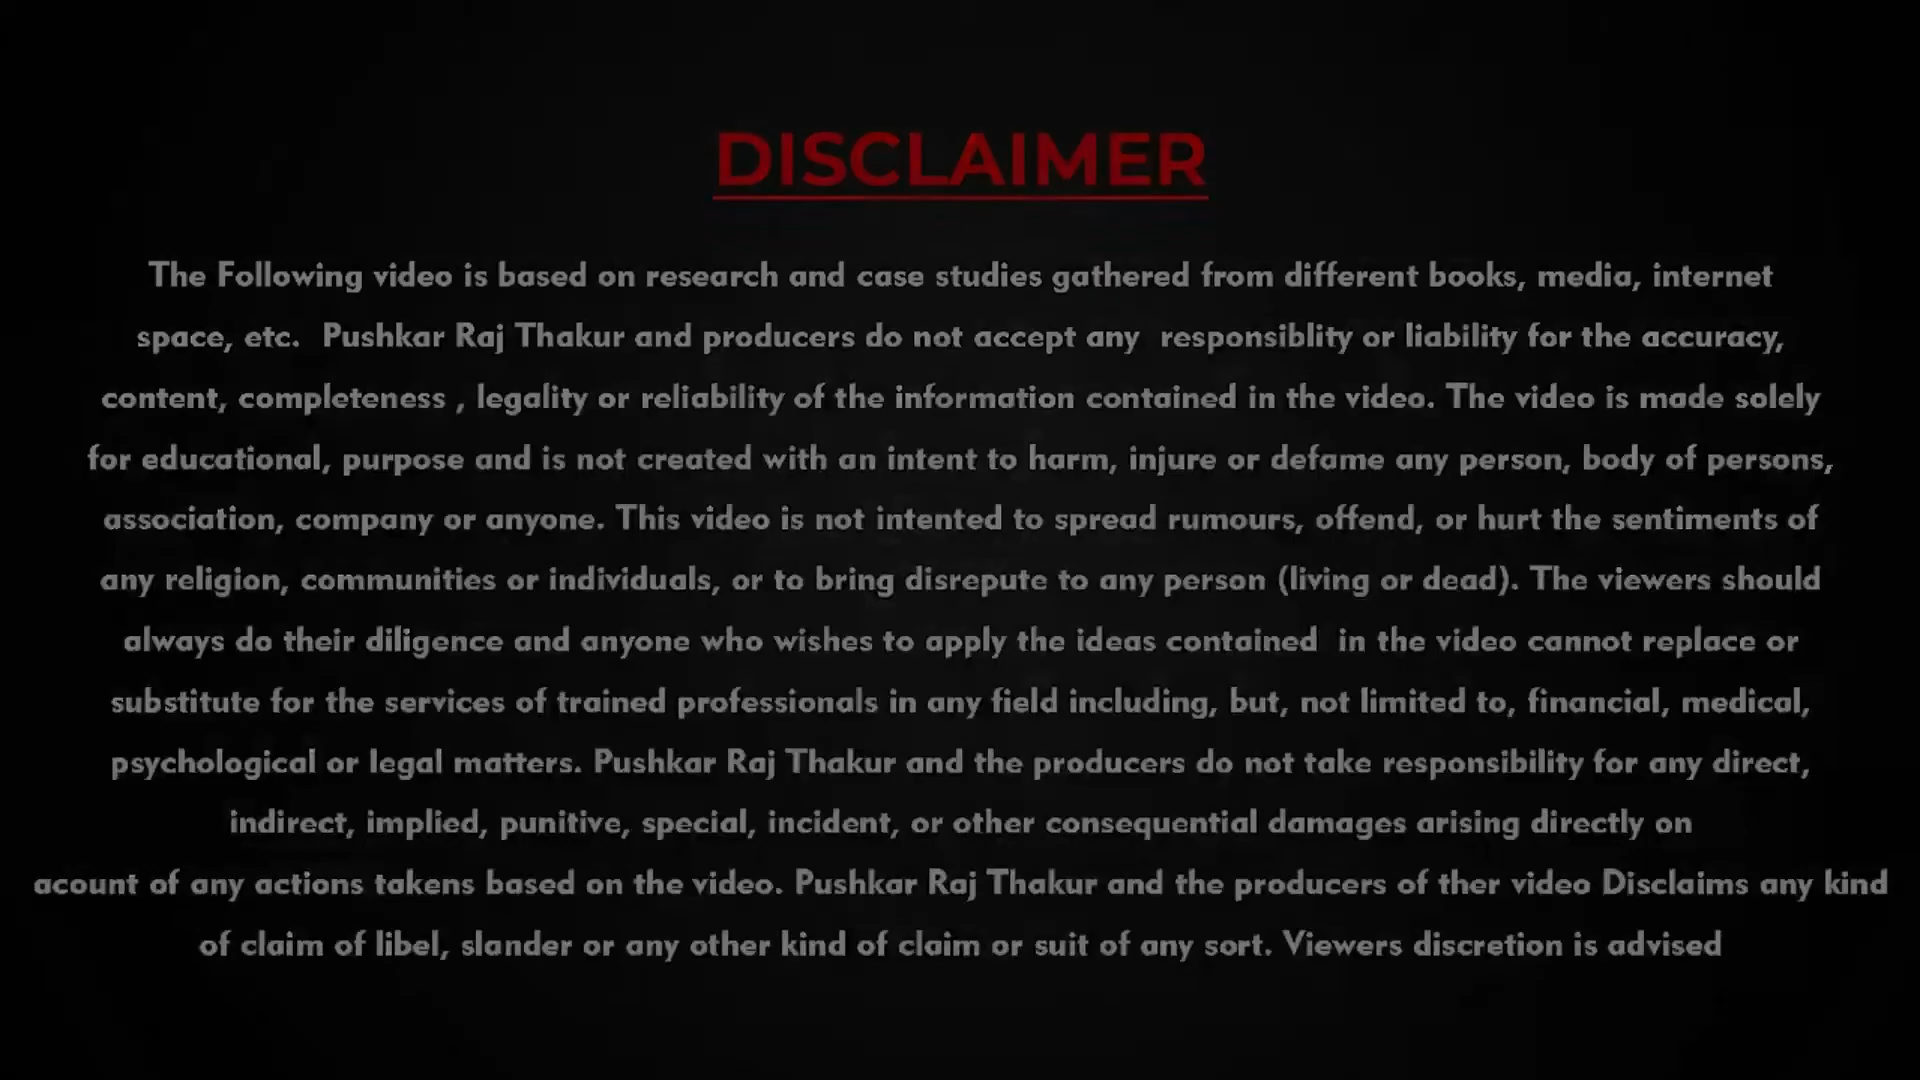 DISCLAIMER
The Following video is based on research and case studies gathered from different books, media, internet
space, etc. Pushkar Raj Thakur and producers do not accept any responsiblity or liability for the accuracy,
content, completeness , legality or reliability of the information contained in the video. The video is made solely
for educational, purpose and is not created with an intent to harm, injure or defame any person, body of persons,
association, company or anyone. This video is not intented to spread rumours, offend, or hurt the sentiments of
any religion, communities or individuals, or to bring disrepute to any person (living or dead). The viewers should
always do their diligence and anyone who wishes to apply the ideas contained in the video cannot replace or
substitute for the services of trained professionals in any field including, but, not limited to, financial, medical,
psychological or legal matters. Pushkar Raj Thakur and the producers do not take responsibility for any direct,
indirect, implied, punitive, special, incident, or other consequential damages arising directly on
acount of any actions takens based on the video. Pushkar Raj Thakur and the producers of ther video Disclaims any kind
of claim of libel, slander or any other kind of claim or suit of any sort. Viewers discretion is advised